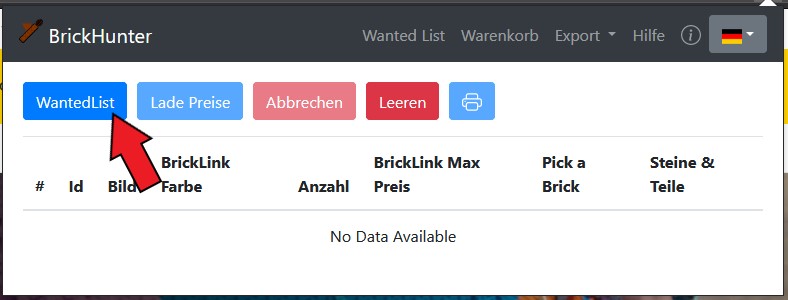 BrickHunter
Wanted List Warenkorb Export Hilfe
WantedList Lade Preise Abbrechen Leeren
# Id Bild BrickLink Farbe Anzahl BrickLink Max Preis Pick a Brick Steine & Teile
No Data Available